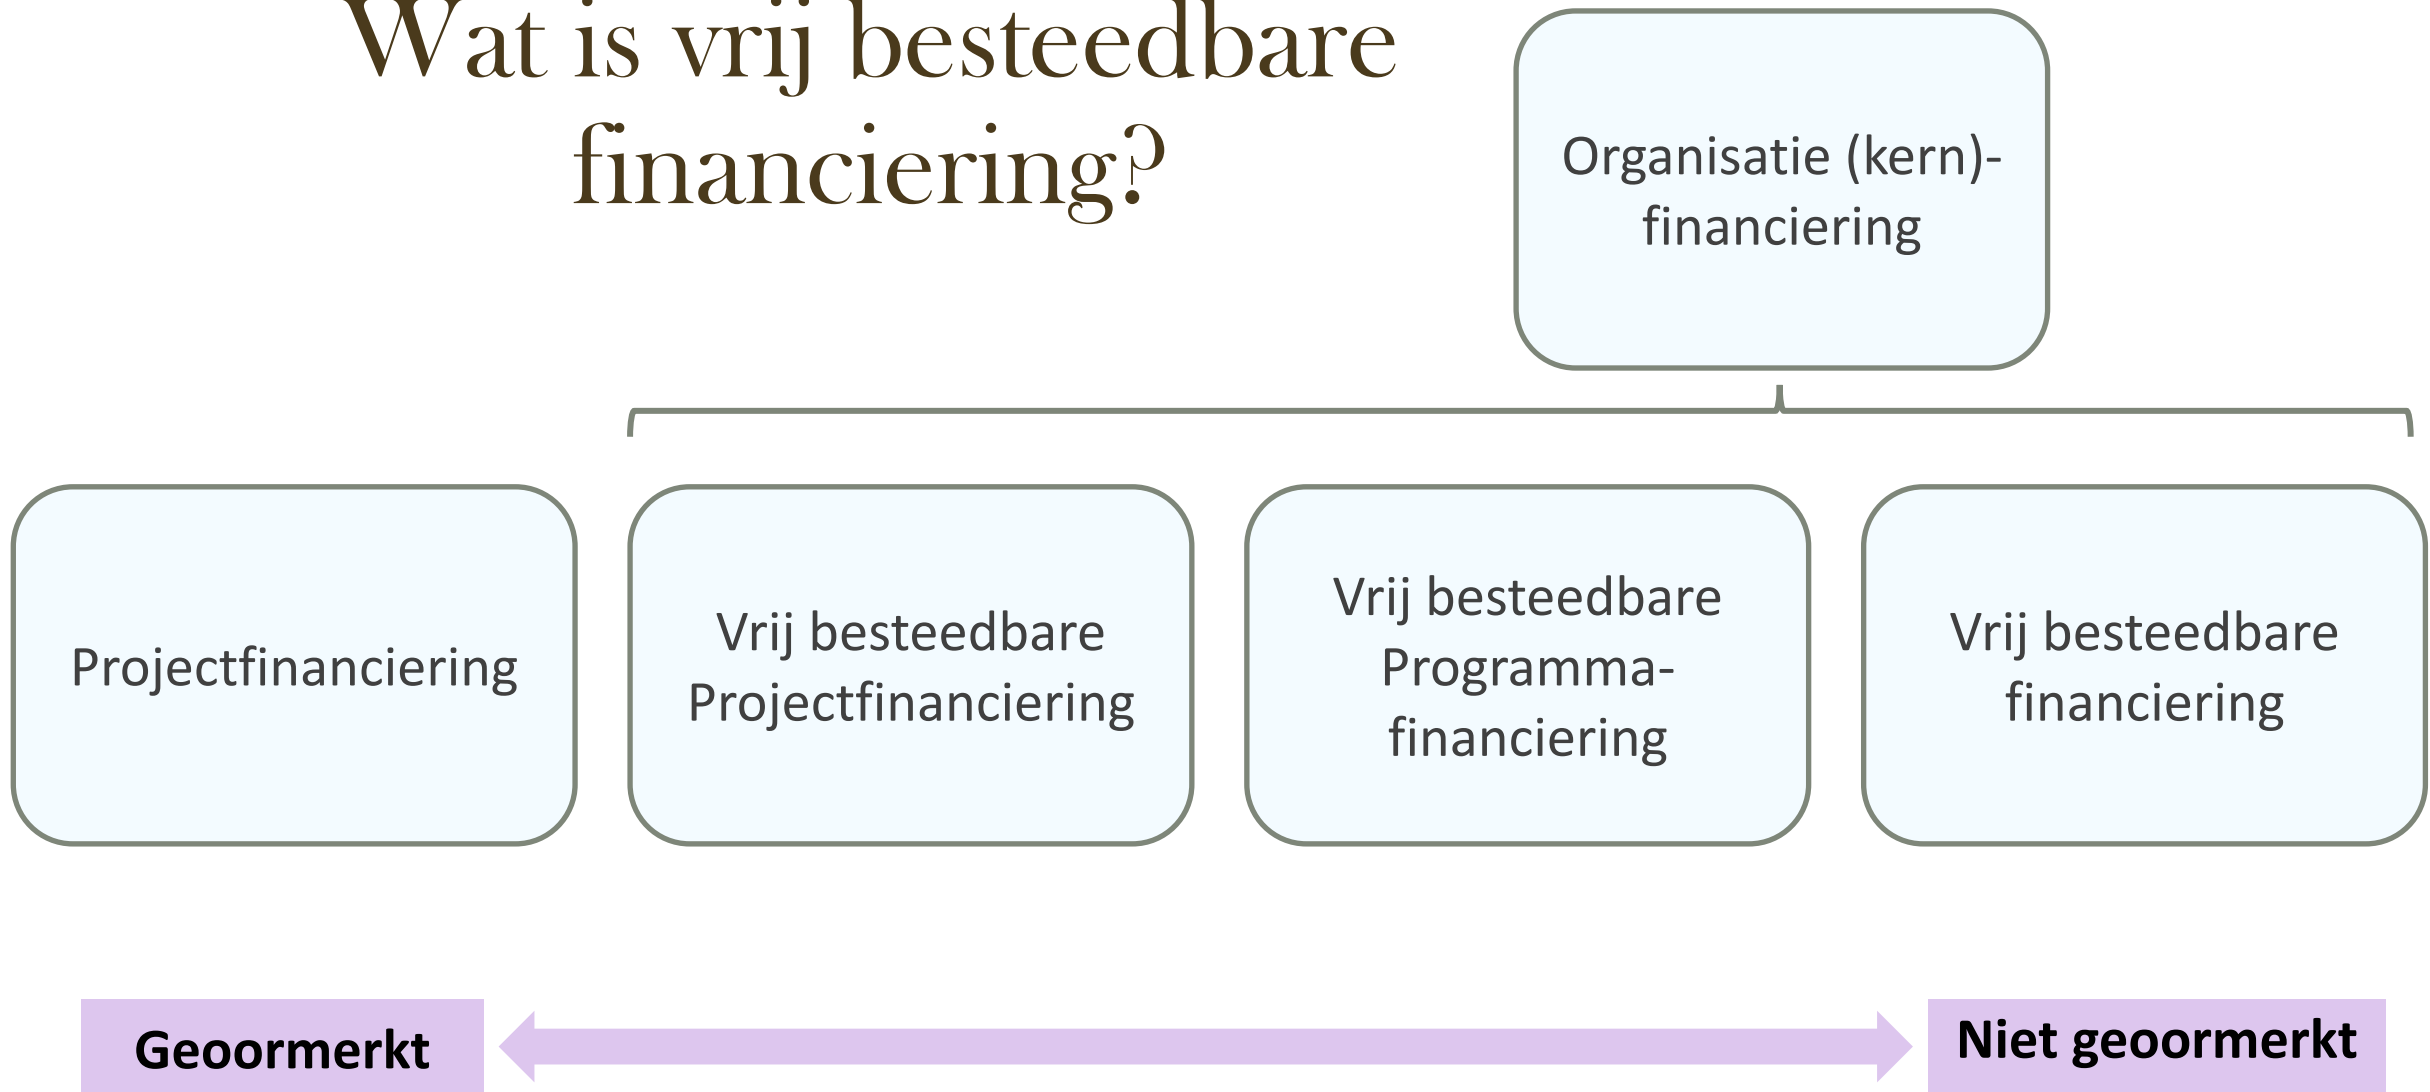 Wat is vrij besteedbare
financiering?
Organisatie (kern)-
financiering
Projectfinanciering
Vrij besteedbare
Projectfinanciering
Vrij besteedbare
Programma-
financiering
Vrij besteedbare
financiering
Geoormerkt
Niet geoormerkt